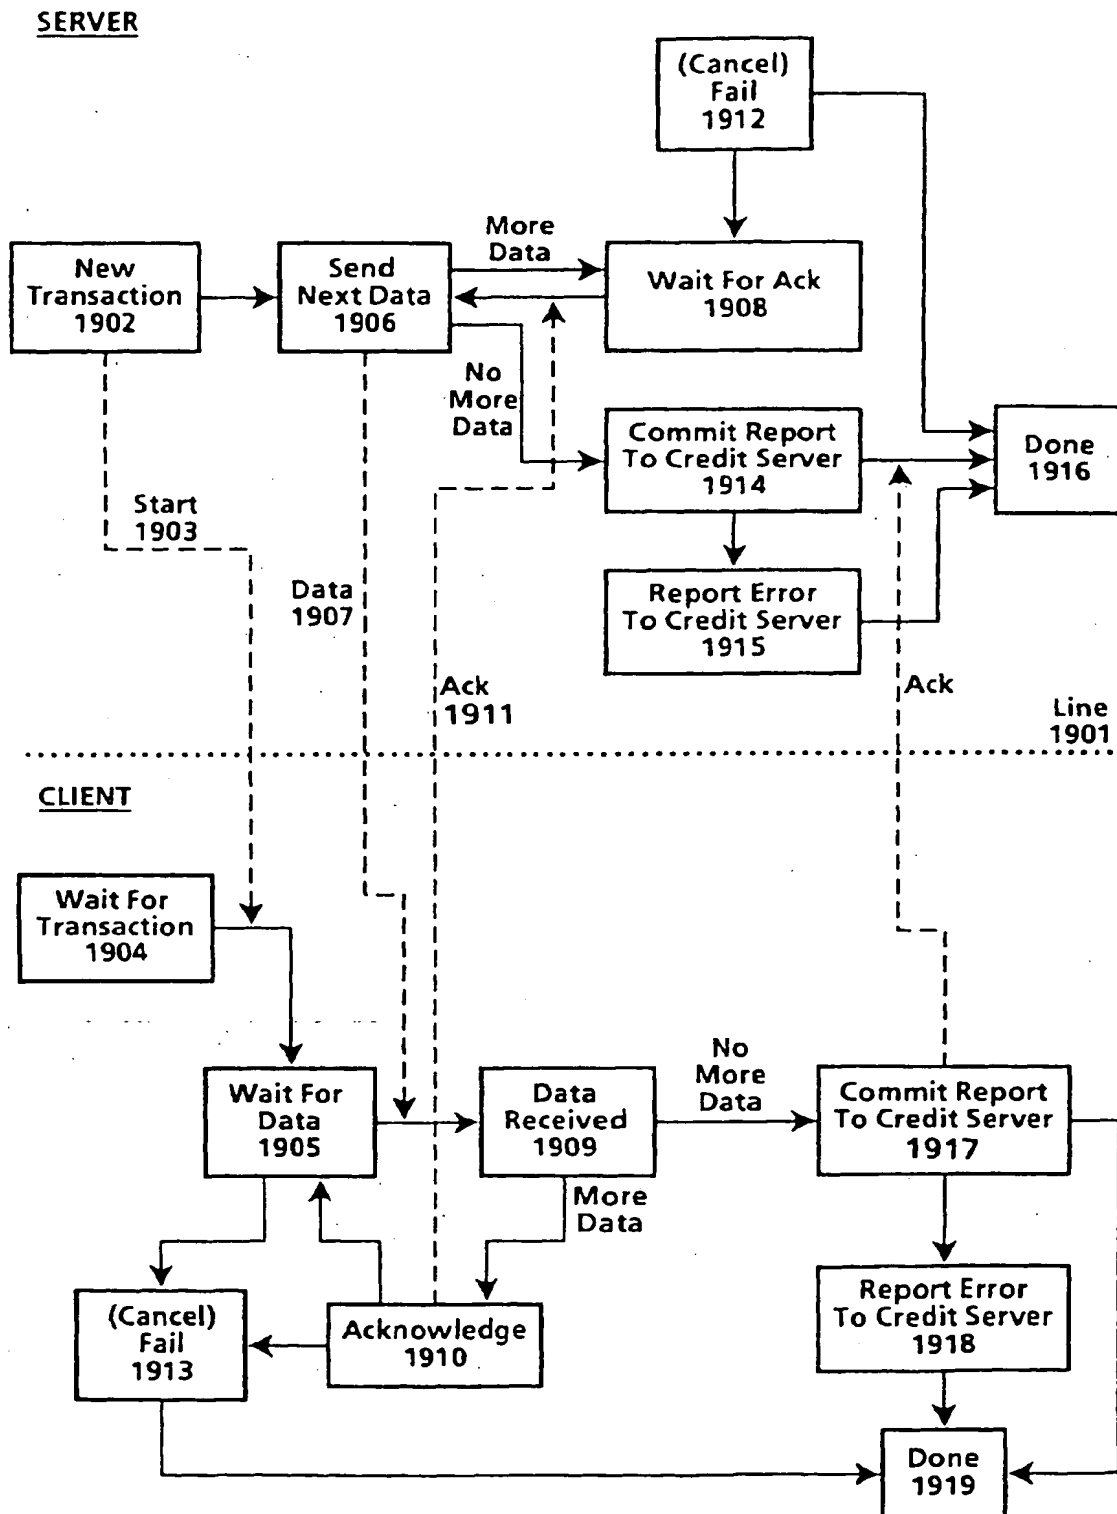 SERVER
(Cancel)
Fail
1912
New
Transaction
1902
Send
Next Data
1906
More
Data
Wait For Ack
1908
No
More
Data
Commit Report
To Credit Server
1914
Done
1916
Start
1903
Data
1907
Report Error
To Credit Server
1915
Ack
1911
Ack
Line
1901
CLIENT
Wait For
Transaction
1904
Wait For
Data
1905
Data
Received
1909
No
More
Data
Commit Report
To Credit Server
1917
More
Data
(Cancel)
Fail
1913
Acknowledge
1910
Report Error
To Credit Server
1918
Done
1919